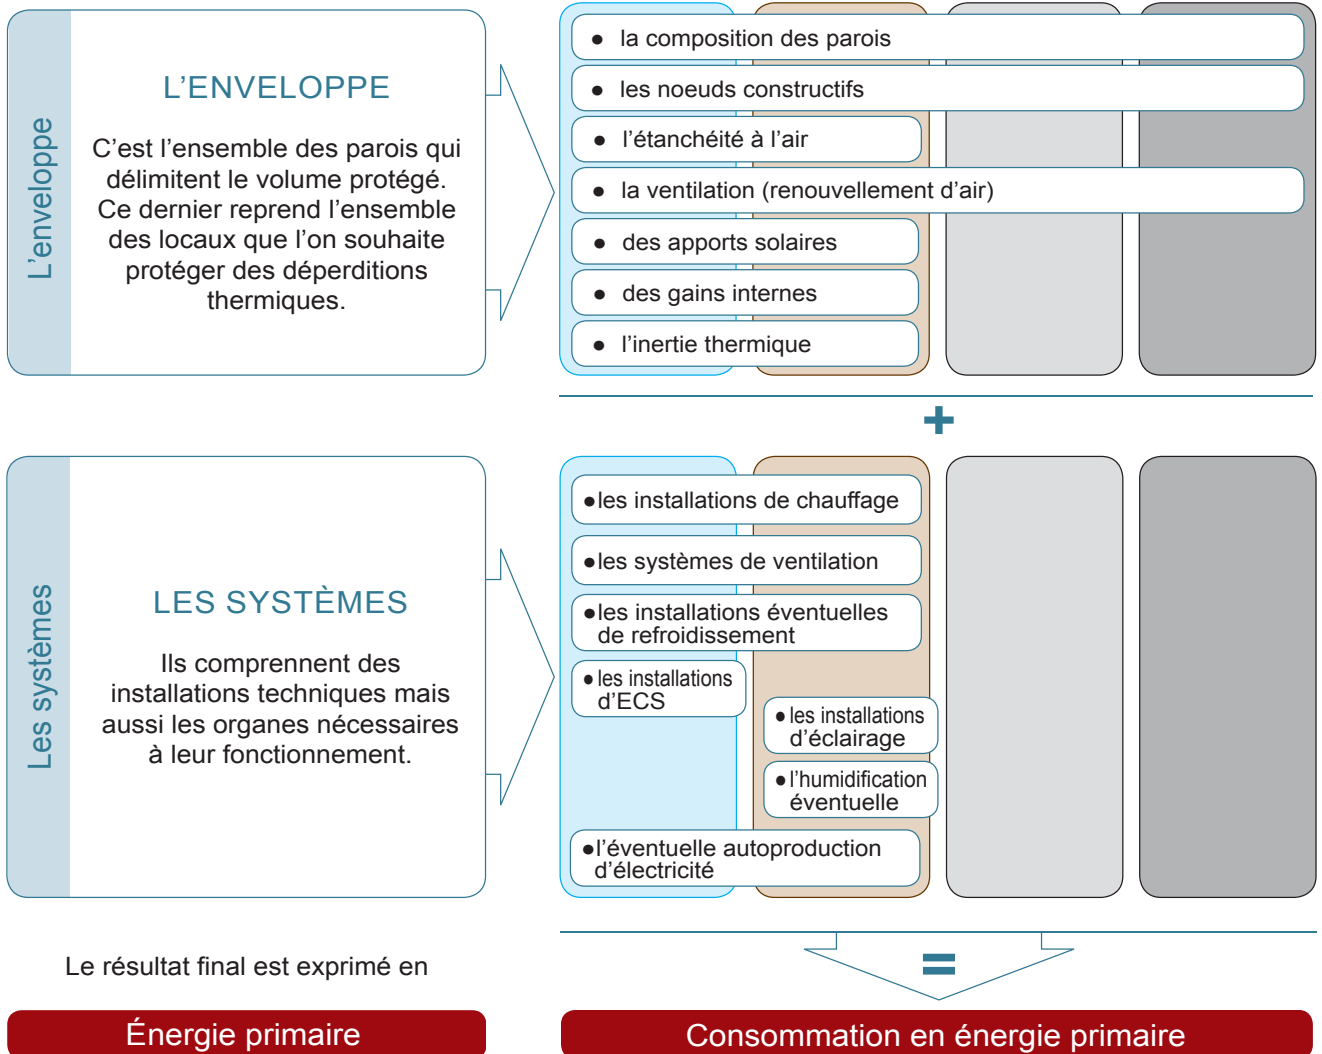 L'enveloppe
L'ENVELOPPE
C'est l'ensemble des parois qui
délimitent le volume protégé.
Ce dernier reprend l'ensemble
des locaux que l'on souhaite
protéger des déperditions
thermiques.
● la composition des parois
● les noeuds constructifs
● l'étanchéité à l'air
● la ventilation (renouvellement d'air)
● des apports solaires
● des gains internes
● l'inertie thermique
+
Les systèmes
LES SYSTÈMES
Ils comprennent des
installations techniques mais
aussi les organes nécessaires
à leur fonctionnement.
●les installations de chauffage
●les systèmes de ventilation
●les installations éventuelles
de refroidissement
●les installations
d'ECS
●les installations
d'éclairage
●l'humidification
éventuelle
●l'éventuelle autoproduction
d'électricité
=
Le résultat final est exprimé en
Énergie primaire
Consommation en énergie primaire